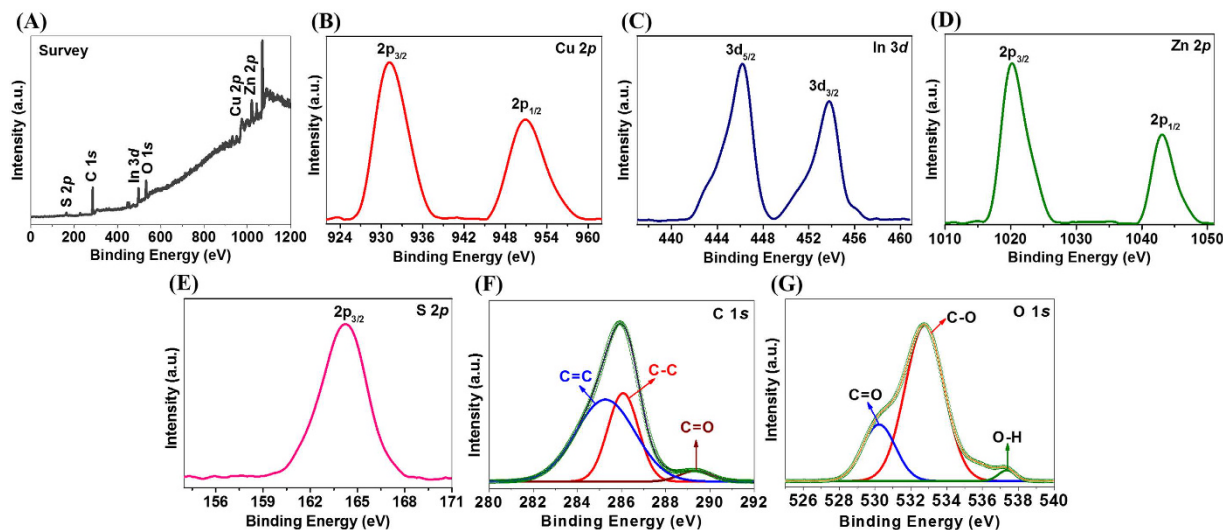 (A)
Survey
S 2p
C 1s
In 3d
O 1s
Cu 2p
Zn 2p
Intensity (a.u.)
0 200 400 600 800 1000 1200
Binding Energy (eV)
(B)
Cu 2p
2p3/2
2p1/2
Intensity (a.u.)
924 930 936 942 948 954 960
Binding Energy (eV)
(C)
In 3d
3d5/2
3d3/2
Intensity (a.u.)
440 444 448 452 456 460
Binding Energy (eV)
(D)
Zn 2p
2p3/2
2p1/2
Intensity (a.u.)
1010 1020 1030 1040 1050
Binding Energy (eV)
(E)
S 2p
2p3/2
Intensity (a.u.)
156 159 162 165 168 171
Binding Energy (eV)
(F)
C 1s
C=C
C-C
C=O
Intensity (a.u.)
280 284 286 288 290 292
Binding Energy (eV)
(G)
O 1s
C-O
C=O
O-H
Intensity (a.u.)
526 528 530 532 534 536 538 540
Binding Energy (eV)